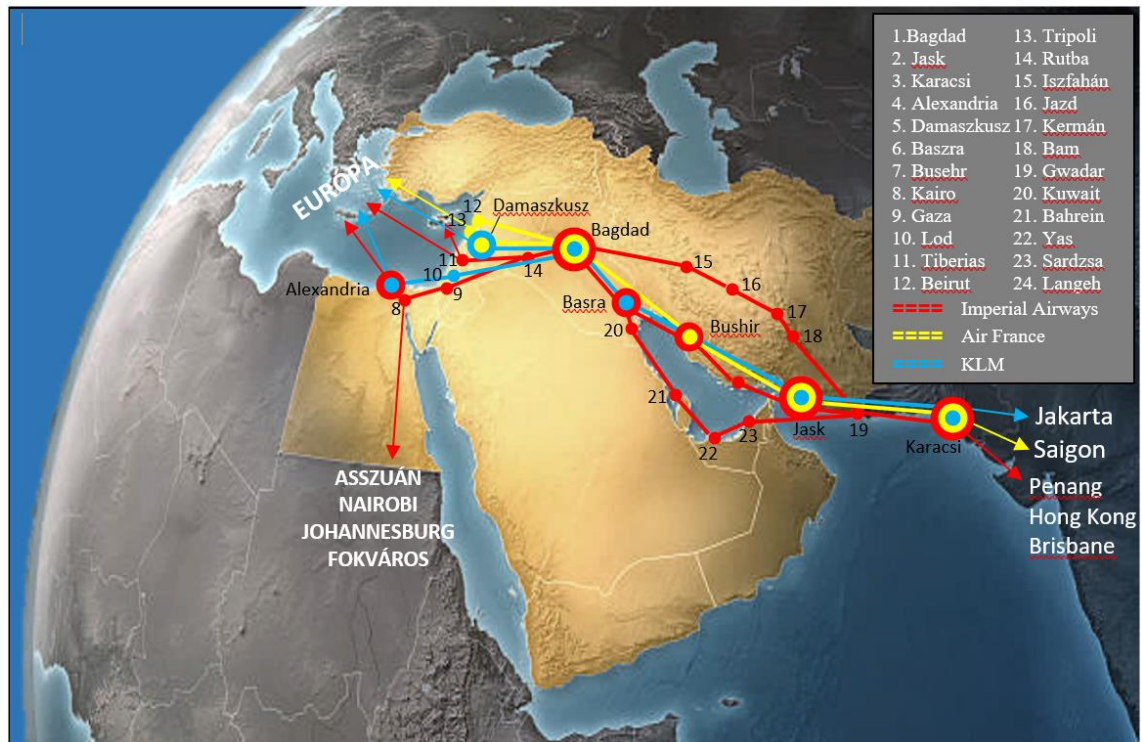 1.Bagdad
2. Jask
3. Karacsi
4. Alexandria
5. Damaszkusz
6. Baszra
7. Busehr
8. Kairo
9. Gaza
10. Lod
11. Tiberias
12. Beirut
13. Tripoli
14. Rutba
15. Iszfahán
16. Jazd
17. Kermán
18. Bam
19. Gwadar
20. Kuwait
21. Bahrein
22. Yas
23. Sardzsa
24. Langeh
Imperial Airways
Air France
KLM
EURÓPA
12
Damaszkusz
13
Bagdad
11
14
15
10
Alexandria
9
8
16
Basra
17
Bushir
20
18
21
23
22
Jask
19
Karacsi
Jakarta
Saigon
Penang
Hong Kong
Brisbane
ASSZUÁN
NAIROBI
JOHANNESBURG
FOKVÁROS